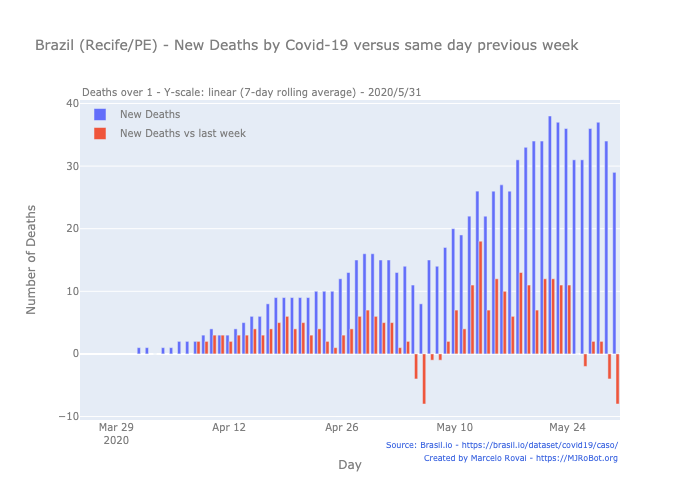 Brazil (Recife/PE) - New Deaths by Covid-19 versus same day previous week
Deaths over 1 - Y-scale: linear (7-day rolling average) - 2020/5/31
New Deaths
New Deaths vs last week
Number of Deaths
40
30
20
10
0
−10
Mar 29
2020
Apr 12
Apr 26
May 10
May 24
Day
Source: Brasil.io - https://brasil.io/dataset/covid19/caso/
Created by Marcelo Rovai - https://MJRoBot.org